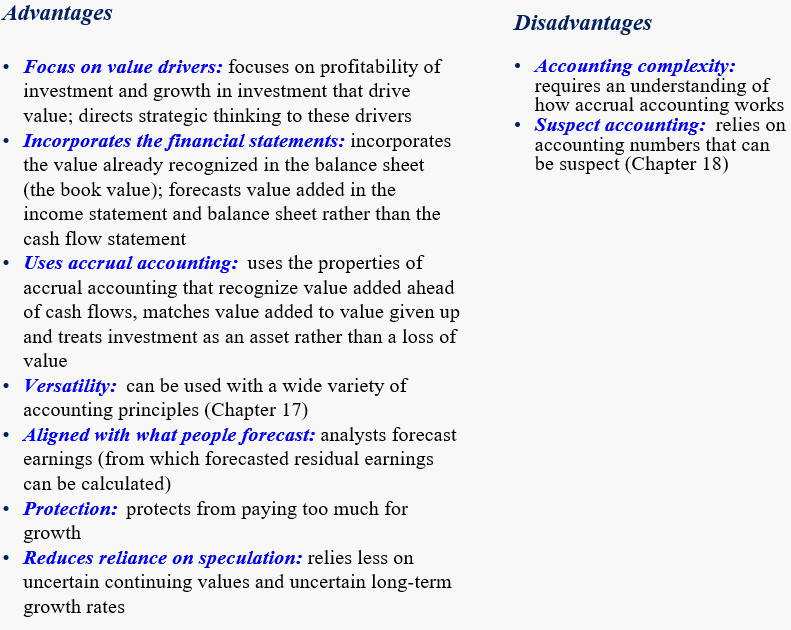 Advantages
• Focus on value drivers: focuses on profitability of
investment and growth in investment that drive
value; directs strategic thinking to these drivers
• Incorporates the financial statements: incorporates
the value already recognized in the balance sheet
(the book value); forecasts value added in the
income statement and balance sheet rather than the
cash flow statement
• Uses accrual accounting: uses the properties of
accrual accounting that recognize value added ahead
of cash flows, matches value added to value given up
and treats investment as an asset rather than a loss of
value
• Versatility: can be used with a wide variety of
accounting principles (Chapter 17)
• Aligned with what people forecast: analysts forecast
earnings (from which forecasted residual earnings
can be calculated)
• Protection: protects from paying too much for
growth
• Reduces reliance on speculation: relies less on
uncertain continuing values and uncertain long-term
growth rates
Disadvantages
• Accounting complexity:
requires an understanding of
how accrual accounting works
• Suspect accounting: relies on
accounting numbers that can
be suspect (Chapter 18)